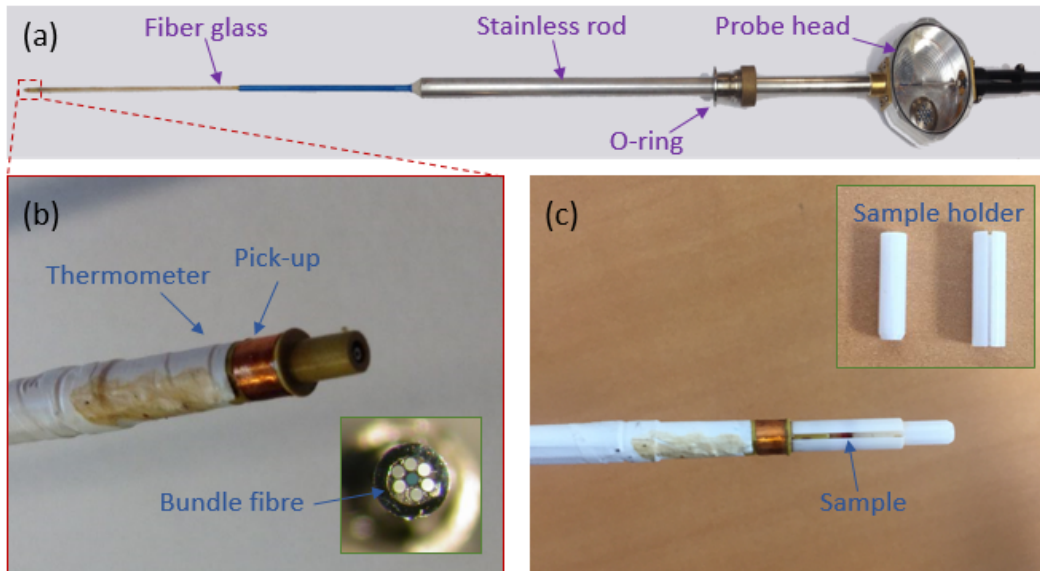 (a)
Fiber glass
Stainless rod
Probe head
O-ring
(b)
Thermometer
Pick-up
Bundle fibre
(c)
Sample holder
Sample